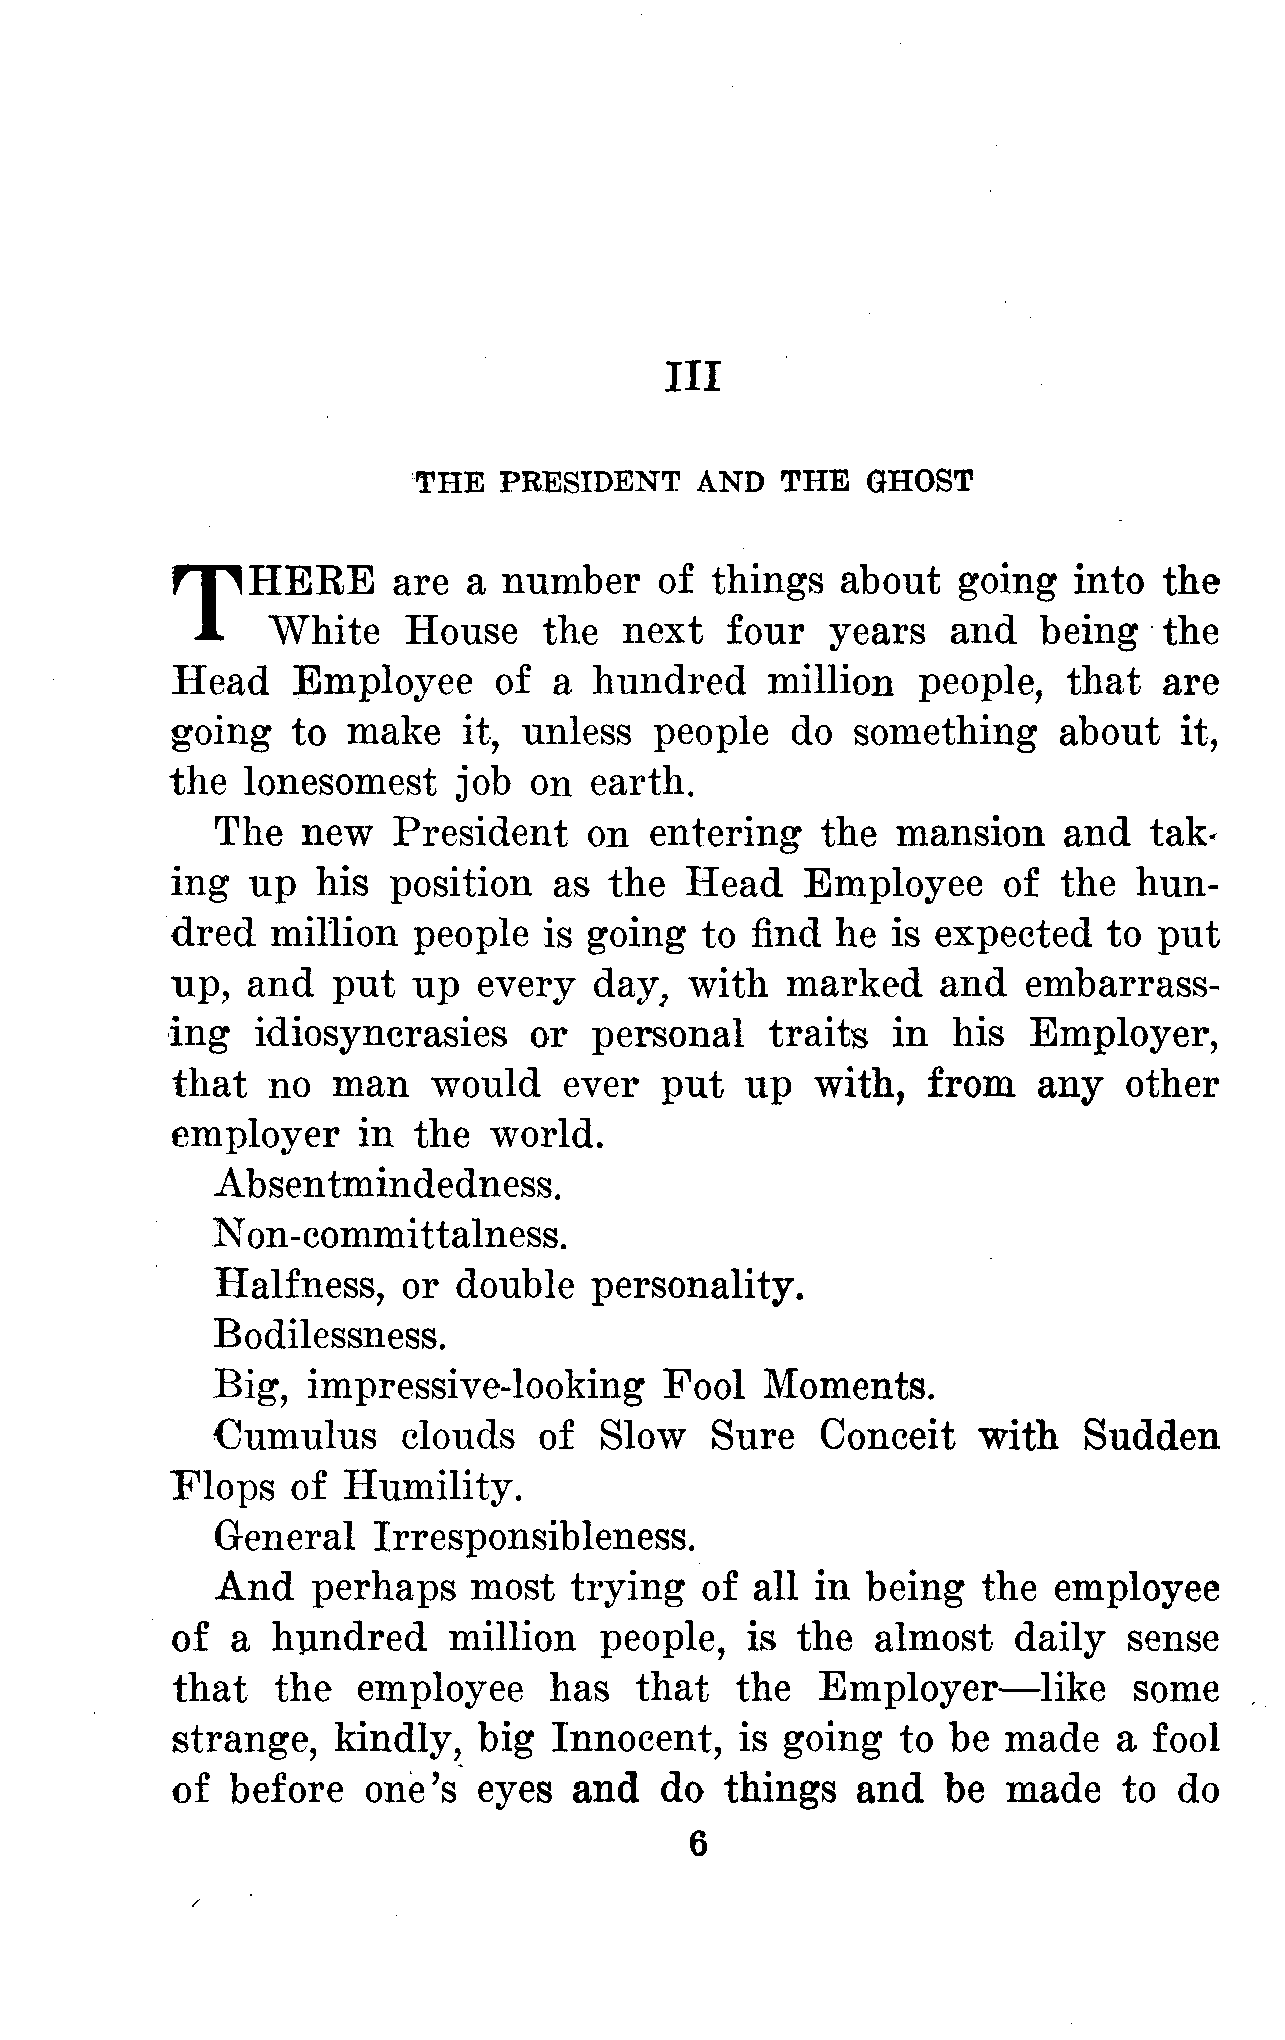 III
THE PRESIDENT AND THE GHOST
THERE are a number of things about going into the
White House the next four years and being the
Head Employee of a hundred million people, that are
going to make it, unless people do something about it,
the lonesomest job on earth.
The new President on entering the mansion and tak-
ing up his position as the Head Employee of the hun-
dred million people is going to find he is expected to put
up, and put up every day, with marked and embarrass-
ing idiosyncrasies or personal traits in his Employer,
that no man would ever put up with, from any other
employer in the world.
Absentmindedness.
Non-committalness.
Halfness, or double personality.
Bodilessness.
Big, impressive-looking Fool Moments.
Cumulus clouds of Slow Sure Conceit with Sudden
Flops of Humility.
General Irresponsibleness.
And perhaps most trying of all in being the employee
of a hundred million people, is the almost daily sense
that the employee has that the Employer—like some
strange, kindly, big Innocent, is going to be made a fool
of before one's eyes and do things and be made to do
6